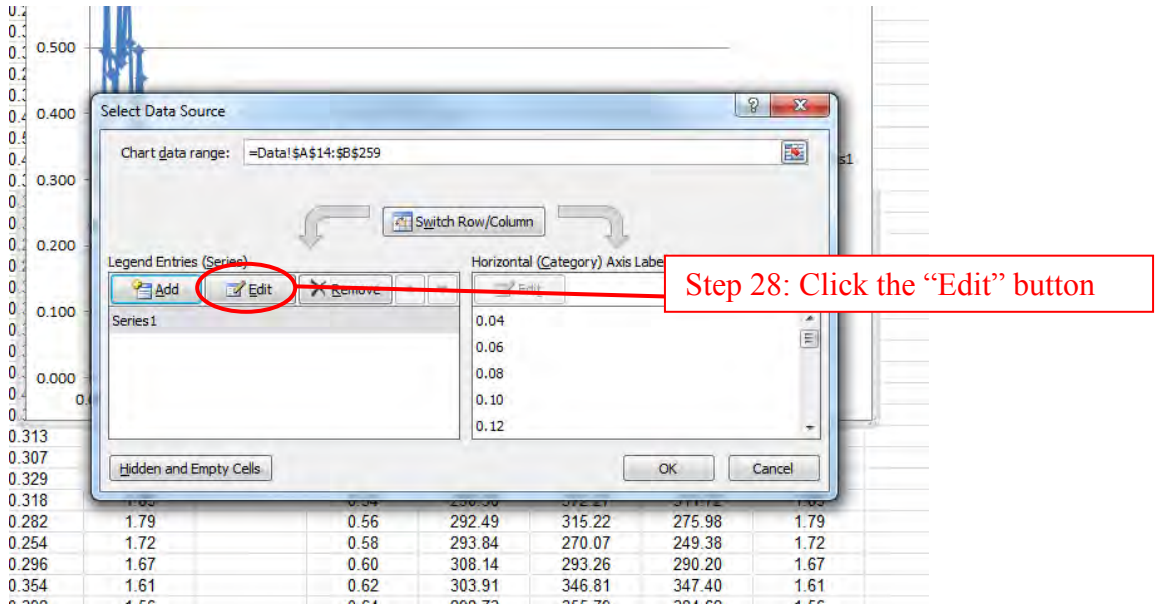 0.500
Select Data Source
0.400
Chart data range: =Data!$A$14:$B$259
s1
0.300
Switch Row/Column
0.200
Legend Entries (Series)
Horizontal (Category) Axis Labe
Add Edit Remove
Edit
Step 28: Click the “Edit” button
0.100
Series1
0.04
0.06
0.08
0.000
0.10
0.12
0.313
0.307
Hidden and Empty Cells OK Cancel
0.329
0.318
0.282 1.79 0.56 292.49 315.22 275.98 1.79
0.254 1.72 0.58 293.84 270.07 249.38 1.72
0.296 1.67 0.60 308.14 293.26 290.20 1.67
0.354 1.61 0.62 303.91 346.81 347.40 1.61